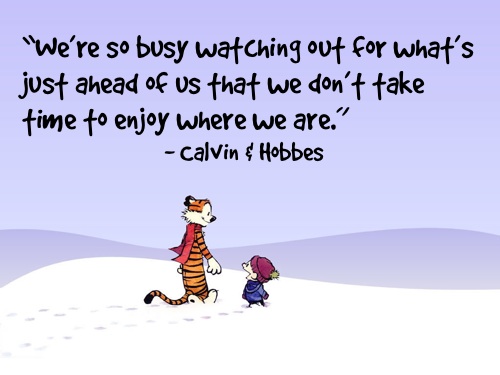 "We're so busy watching out for what's
just ahead of us that we don't take
time to enjoy where we are."
- Calvin & Hobbes